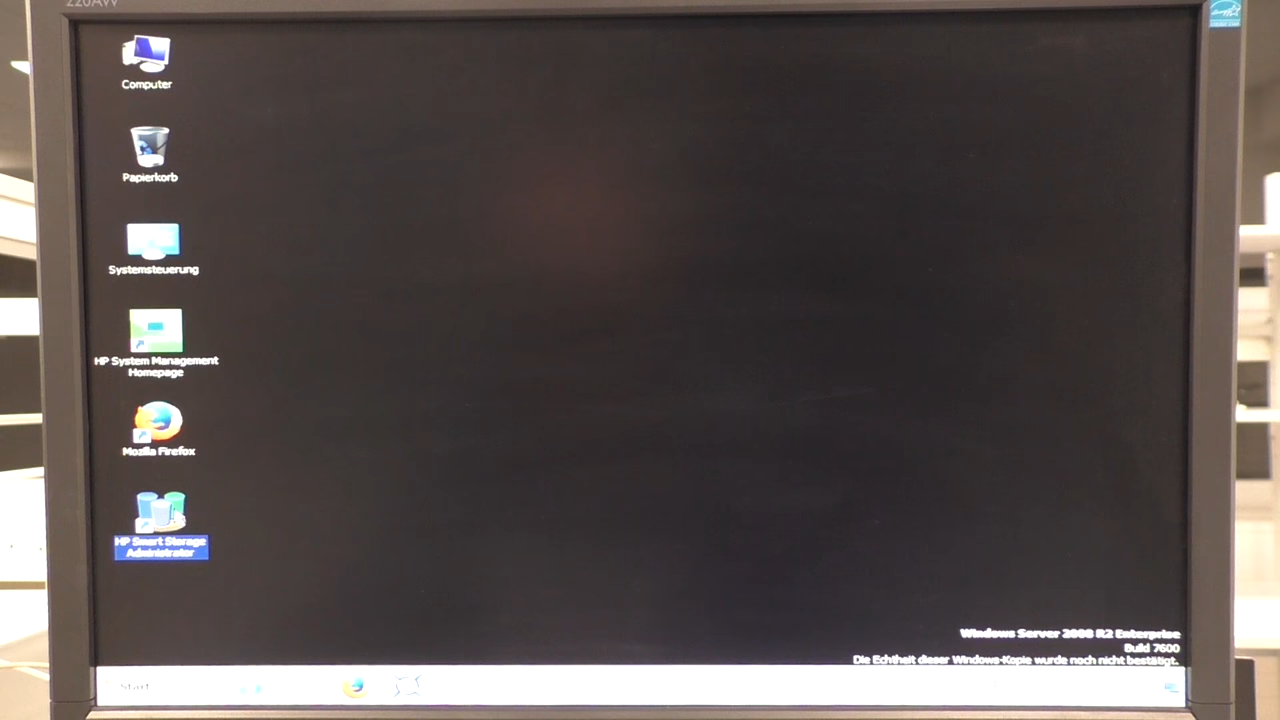 220AW
Computer
Papierkorb
Systemsteuerung
HP System Management
Homepage
Mozilla Firefox
HP Smart Storage
Administrator
Windows Server 2008 R2 Enterprise
Build 7600
Die Echtheit dieser Windows-Kopie wurde noch nicht bestätigt.
Start